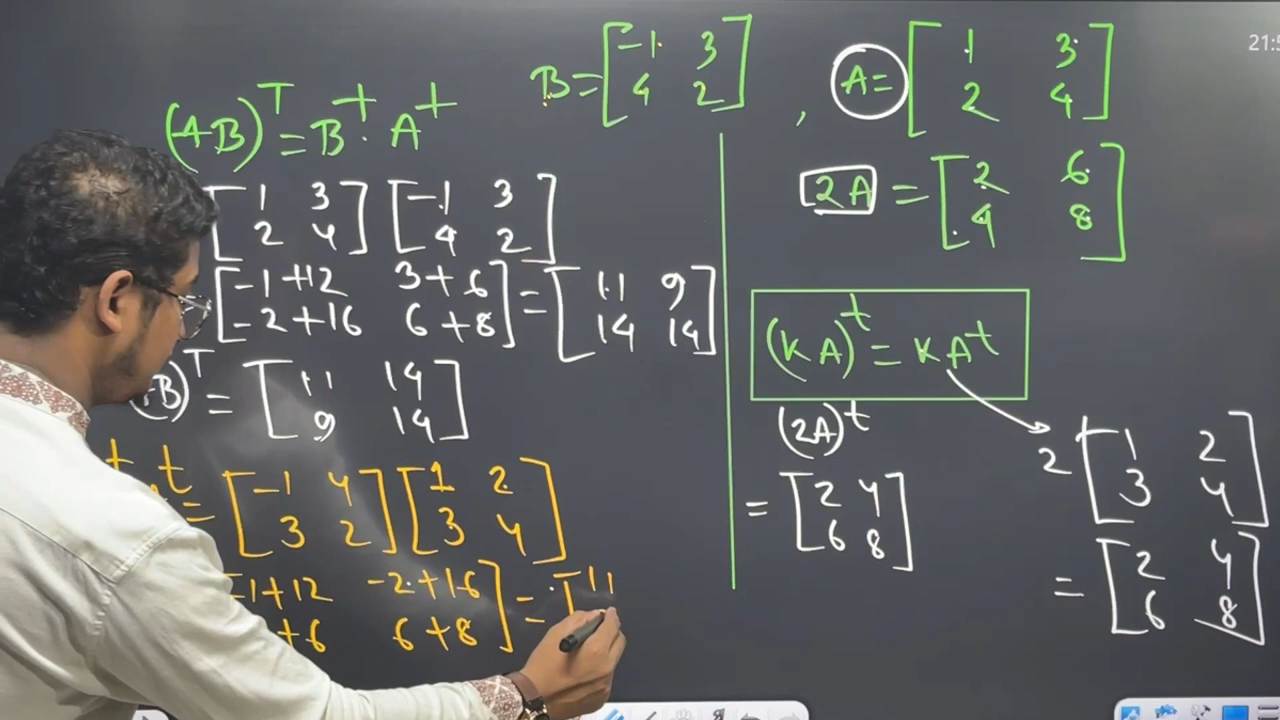 B = [ -1 3
4 2 ] , A = [ 1 3
2 4 ]
(AB)^T = B^t . A^t
2A = [ 2 6
4 8 ]
[ 1 3
2 4 ] [ -1 3
4 2 ]
[ -1 +12 3 + 6
-2 +16 6 +8 ] = [ 11 9
14 14 ]
B)^T = [ 11 14
9 14 ]
t t = [ -1 4
3 2 ] [ 1 2
3 4 ]
-1 +12 -2 +16
+6 6 +8 ] = [ 11
(KA)^t = KA^t
(2A)^t
= [ 2 4
6 8 ]
2 [ 1 2
3 4 ]
= [ 2 4
6 8 ]
21:5